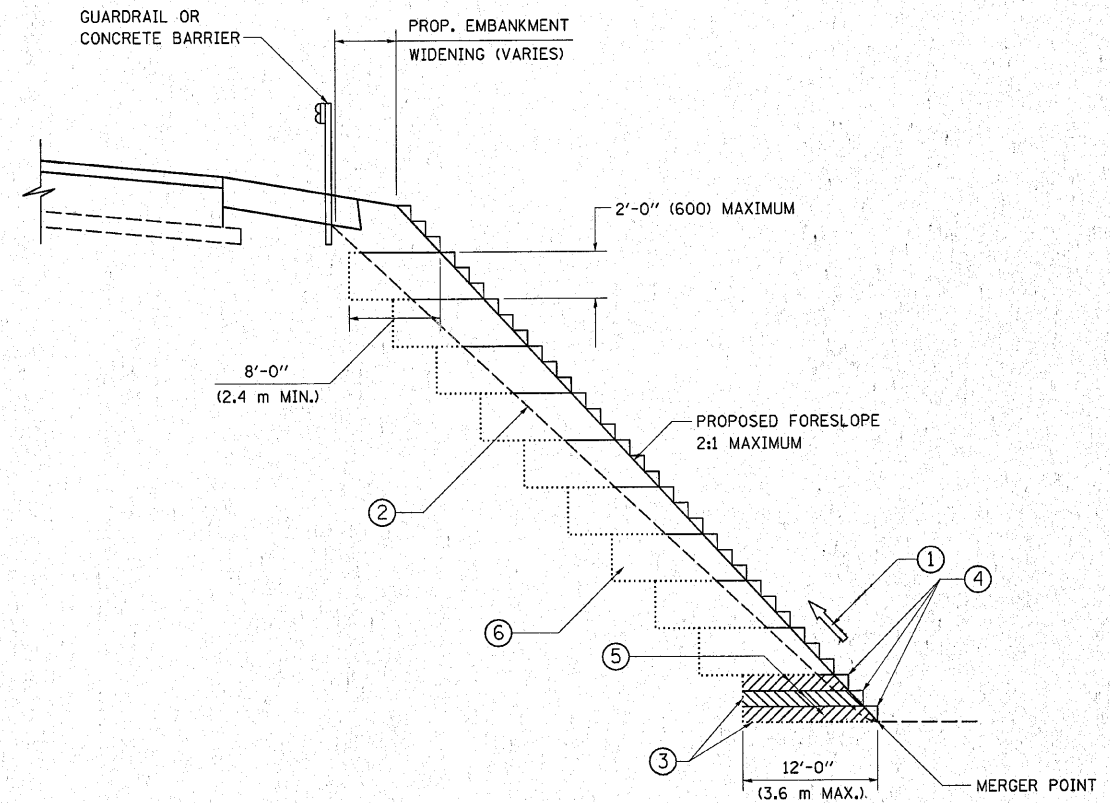 GUARDRAIL OR
CONCRETE BARRIER
PROP. EMBANKMENT
WIDENING (VARIES)
2'-0" (600) MAXIMUM
8'-0"
(2.4 m MIN.)
PROPOSED FORESLOPE
2:1 MAXIMUM
2
1
4
6
5
3
12'-0"
(3.6 m MAX.)
MERGER POINT